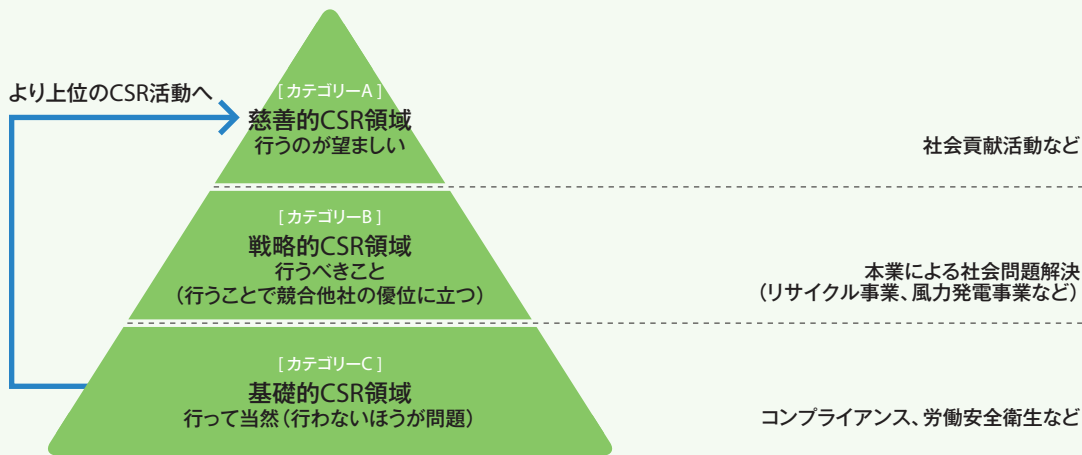 より上位のCSR活動へ
[カテゴリーA]
慈善的CSR領域
行うのが望ましい
社会貢献活動など
[カテゴリーB]
戦略的CSR領域
行うべきこと
(行うことで競合他社の優位に立つ)
本業による社会問題解決
(リサイクル事業、風力発電事業など)
[カテゴリーC]
基礎的CSR領域
行って当然(行わないほうが問題)
コンプライアンス、労働安全衛生など